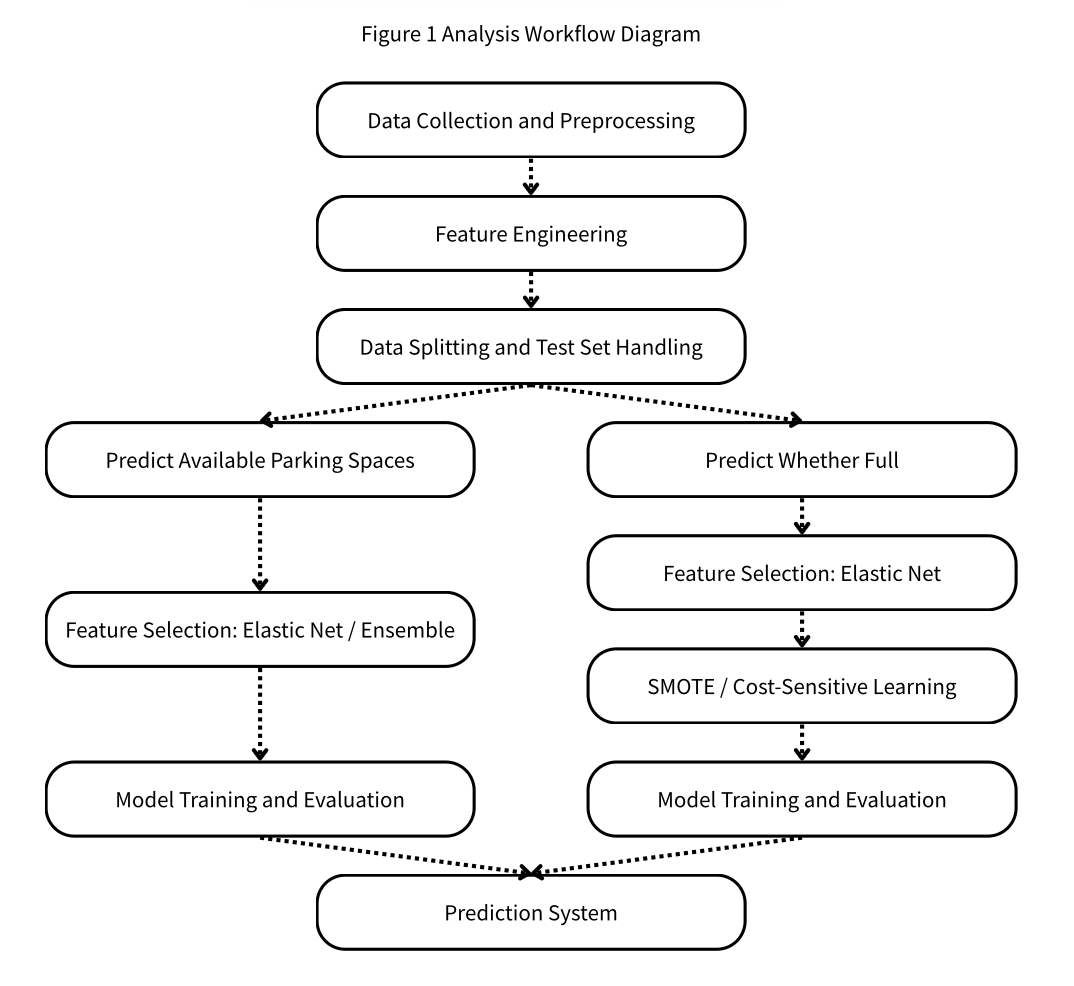 Figure 1 Analysis Workflow Diagram
Data Collection and Preprocessing
Feature Engineering
Data Splitting and Test Set Handling
Predict Available Parking Spaces
Predict Whether Full
Feature Selection: Elastic Net
Feature Selection: Elastic Net / Ensemble
SMOTE / Cost-Sensitive Learning
Model Training and Evaluation
Model Training and Evaluation
Prediction System